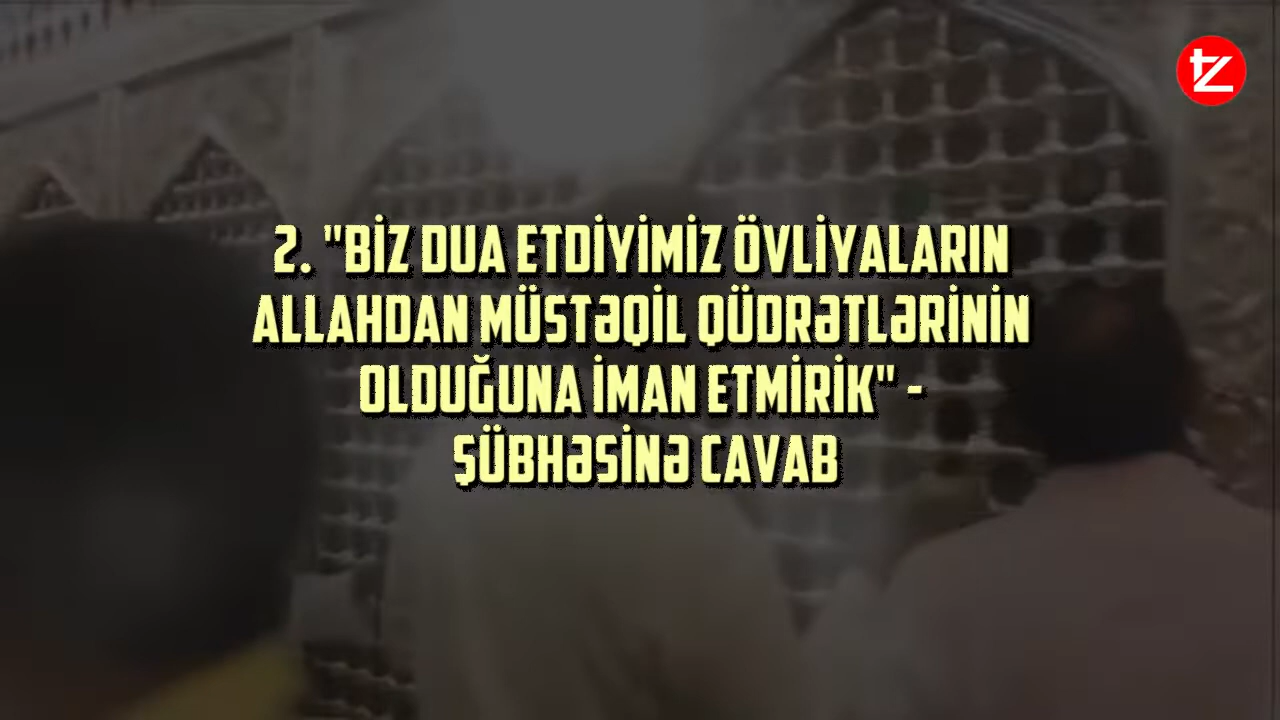 2. "BİZ DUA ETDİYİMİZ ÖVLİYALARIN
ALLAHDAN MÜSTƏQİL QÜDRƏTLƏRİNİN
OLDUĞUNA İMAN ETMİRİK" -
ŞÜBHƏSİNƏ CAVAB
tz